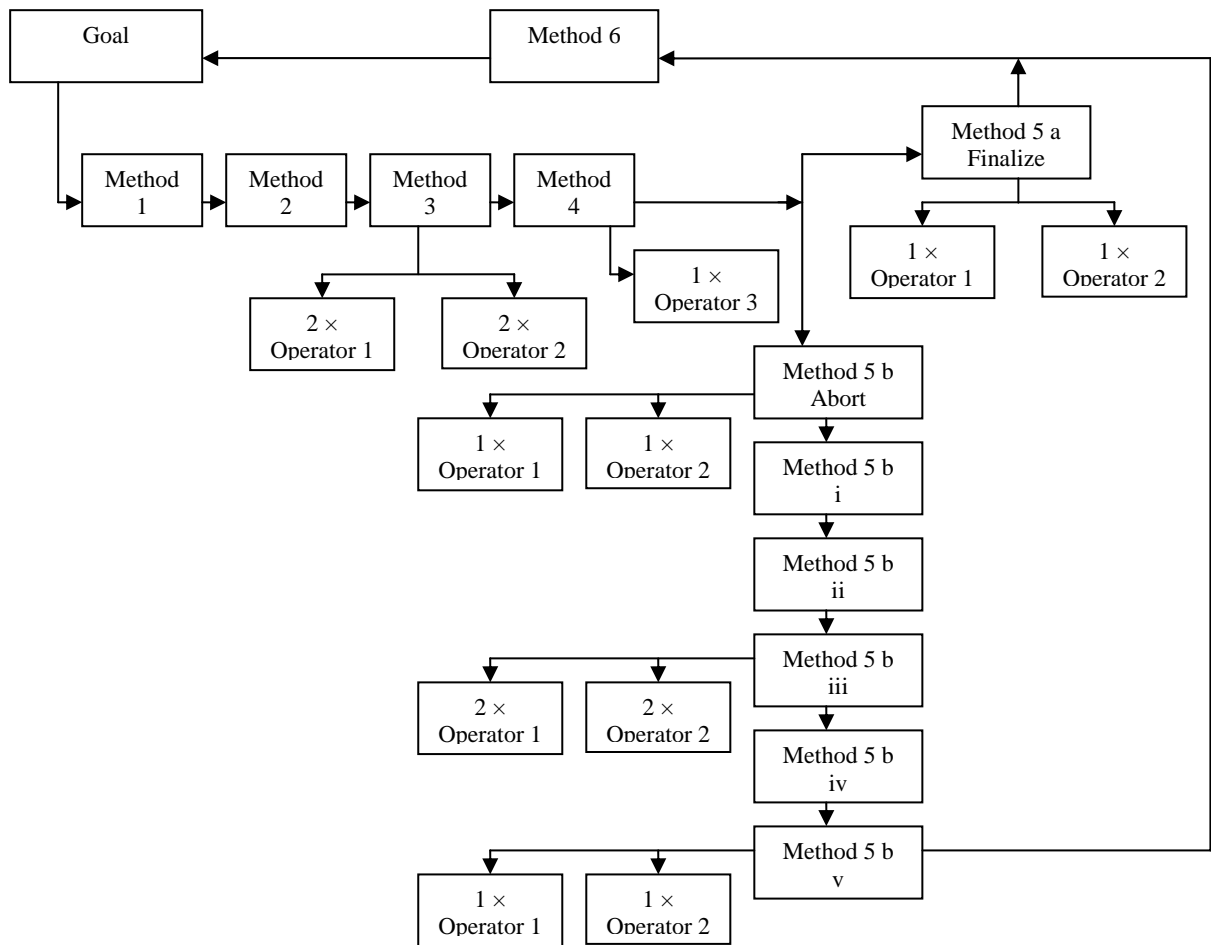 Goal
Method 6
Method 5 a
Finalize
Method
1
Method
2
Method
3
Method
4
1 ×
Operator 1
1 ×
Operator 2
1 ×
Operator 3
2 ×
Operator 1
2 ×
Operator 2
Method 5 b
Abort
1 ×
Operator 1
1 ×
Operator 2
Method 5 b
i
Method 5 b
ii
Method 5 b
iii
2 ×
Operator 1
2 ×
Operator 2
Method 5 b
iv
Method 5 b
v
1 ×
Operator 1
1 ×
Operator 2